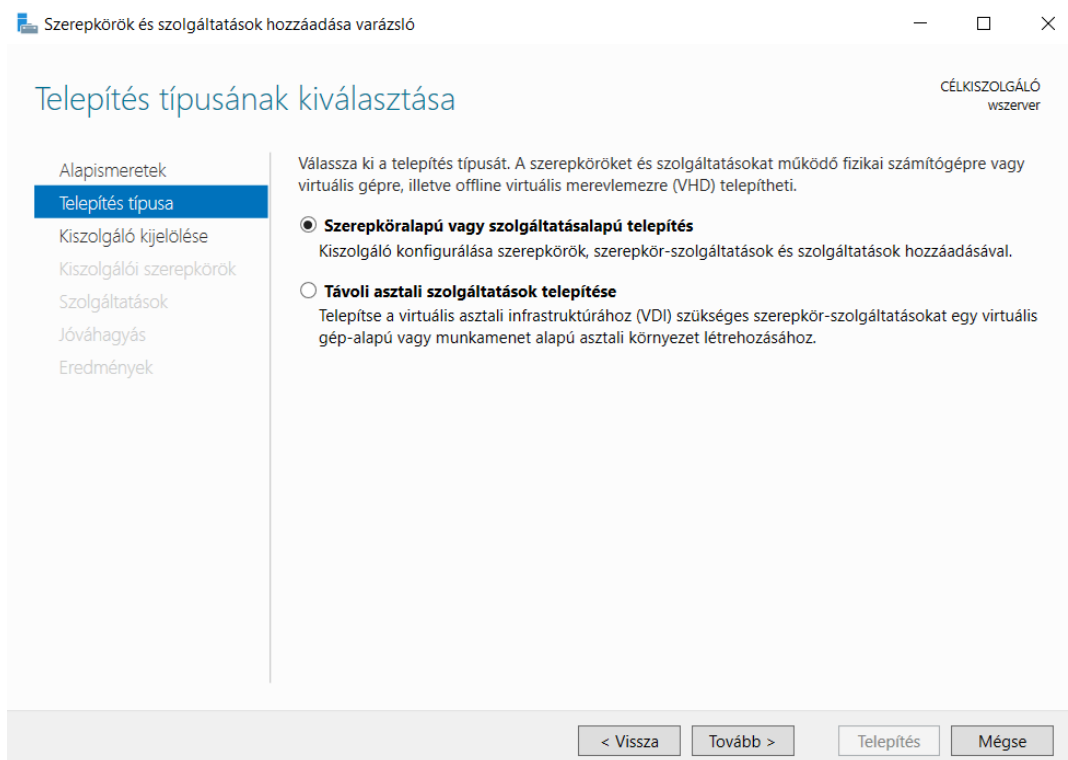 Szerepkörök és szolgáltatások hozzáadása varázsló
Telepítés típusának kiválasztása
CÉLKISZOLGÁLÓ
wszerver
Alapismeretek
Telepítés típusa
Kiszolgáló kijelölése
Kiszolgálói szerepkörök
Szolgáltatások
Jóváhagyás
Eredmények
Válassza ki a telepítés típusát. A szerepköröket és szolgáltatásokat működő fizikai számítógépre vagy
virtuális gépre, illetve offline virtuális merevlemezre (VHD) telepítheti.
Szerepköralapú vagy szolgáltatásalapú telepítés
Kiszolgáló konfigurálása szerepkörök, szerepkör-szolgáltatások és szolgáltatások hozzáadásával.
Távoli asztali szolgáltatások telepítése
Telepítse a virtuális asztali infrastruktúrához (VDI) szükséges szerepkör-szolgáltatásokat egy virtuális
gép-alapú vagy munkamenet alapú asztali környezet létrehozásához.
< Vissza
Tovább >
Telepítés
Mégse